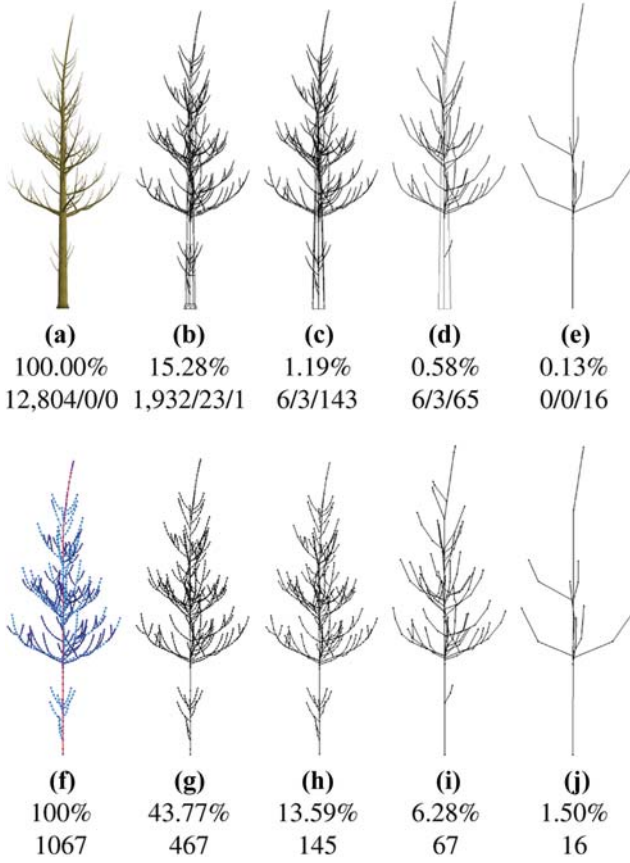 (a) (b) (c) (d) (e)
100.00% 15.28% 1.19% 0.58% 0.13%
12,804/0/0 1,932/23/1 6/3/143 6/3/65 0/0/16
(f) (g) (h) (i) (j)
100% 43.77% 13.59% 6.28% 1.50%
1067 467 145 67 16